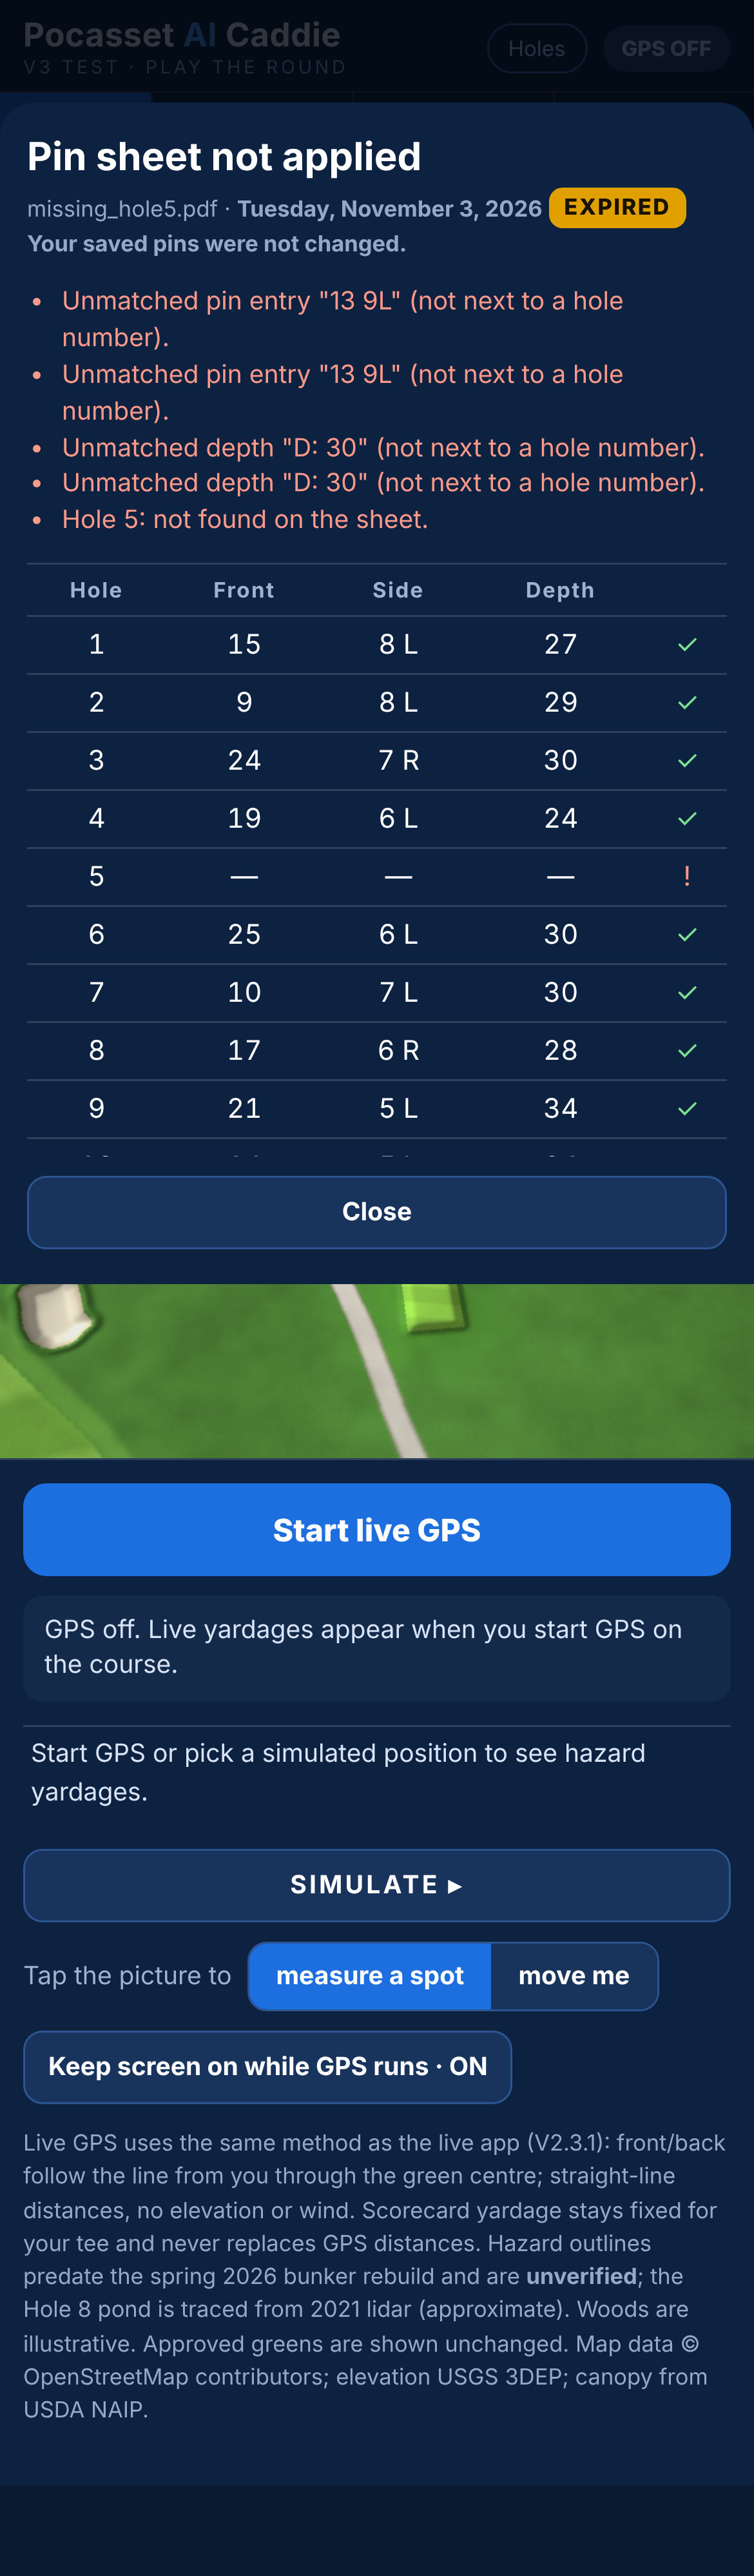 Pocasset AI Caddie
V3 TEST · PLAY THE ROUND
Holes
GPS OFF
Pin sheet not applied
missing_hole5.pdf · Tuesday, November 3, 2026 EXPIRED
Your saved pins were not changed.
• Unmatched pin entry "13 9L" (not next to a hole
number).
• Unmatched pin entry "13 9L" (not next to a hole
number).
• Unmatched depth "D: 30" (not next to a hole number).
• Unmatched depth "D: 30" (not next to a hole number).
• Hole 5: not found on the sheet.
Hole Front Side Depth
1 15 8 L 27 ✓
2 9 8 L 29 ✓
3 24 7 R 30 ✓
4 19 6 L 24 ✓
5 — — — !
6 25 6 L 30 ✓
7 10 7 L 30 ✓
8 17 6 R 28 ✓
9 21 5 L 34 ✓
Close
Start live GPS
GPS off. Live yardages appear when you start GPS on
the course.
Start GPS or pick a simulated position to see hazard
yardages.
SIMULATE ▸
Tap the picture to measure a spot move me
Keep screen on while GPS runs · ON
Live GPS uses the same method as the live app (V2.3.1): front/back
follow the line from you through the green centre; straight-line
distances, no elevation or wind. Scorecard yardage stays fixed for
your tee and never replaces GPS distances. Hazard outlines
predate the spring 2026 bunker rebuild and are unverified; the
Hole 8 pond is traced from 2021 lidar (approximate). Woods are
illustrative. Approved greens are shown unchanged. Map data ©
OpenStreetMap contributors; elevation USGS 3DEP; canopy from
USDA NAIP.